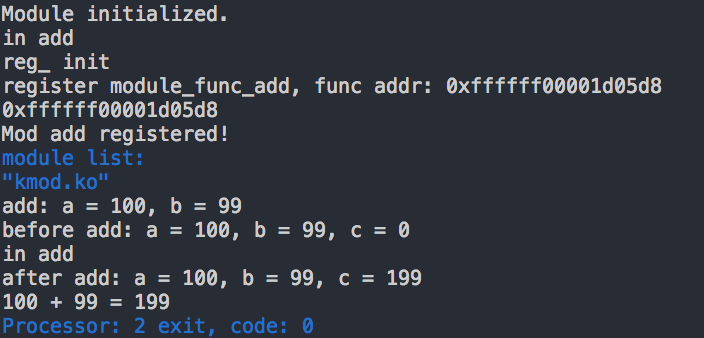 Module initialized.
in add
reg_ init
register module_func_add, func addr: 0xffffff00001d05d8
0xffffff00001d05d8
Mod add registered!
module list:
"kmod.ko"
add: a = 100, b = 99
before add: a = 100, b = 99, c = 0
in add
after add: a = 100, b = 99, c = 199
100 + 99 = 199
Processor: 2 exit, code: 0